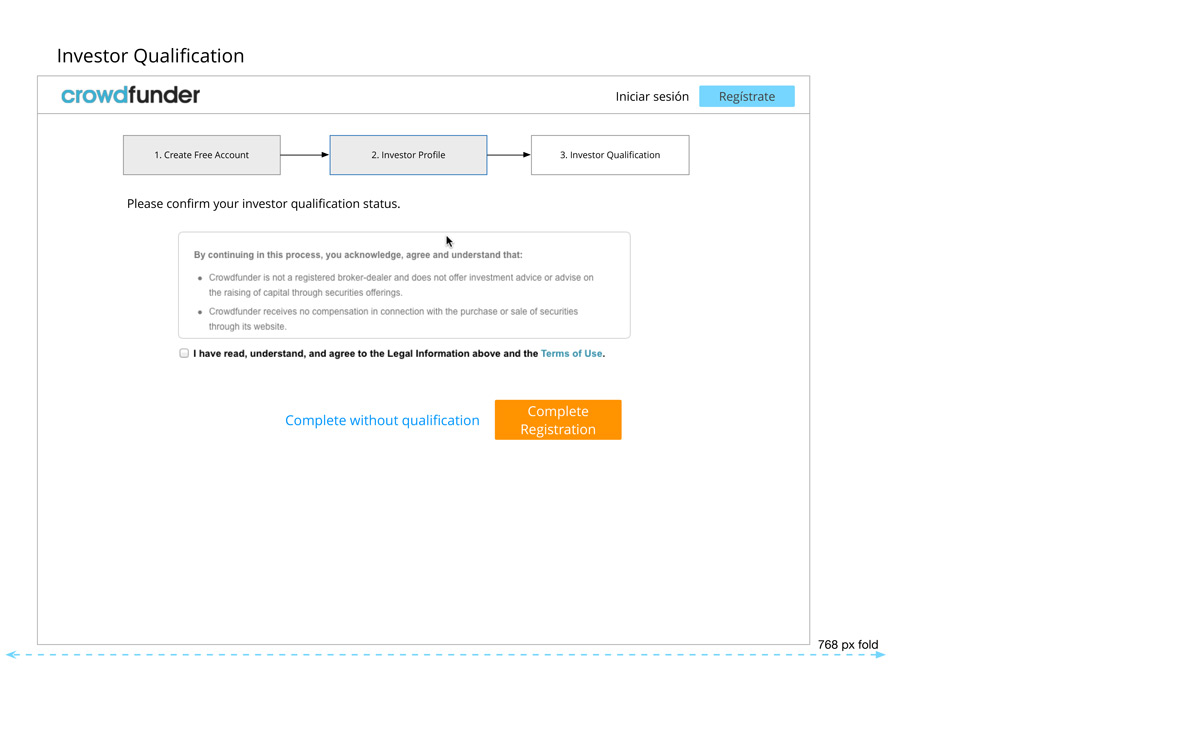 Investor Qualification
crowdfunder
Iniciar sesión
Regístrate
1. Create Free Account
2. Investor Profile
3. Investor Qualification
Please confirm your investor qualification status.
By continuing in this process, you acknowledge, agree and understand that:
Crowdfunder is not a registered broker-dealer and does not offer investment advice or advise on
the raising of capital through securities offerings.
Crowdfunder receives no compensation in connection with the purchase or sale of securities
through its website.
I have read, understand, and agree to the Legal Information above and the Terms of Use.
Complete without qualification
Complete
Registration
768 px fold